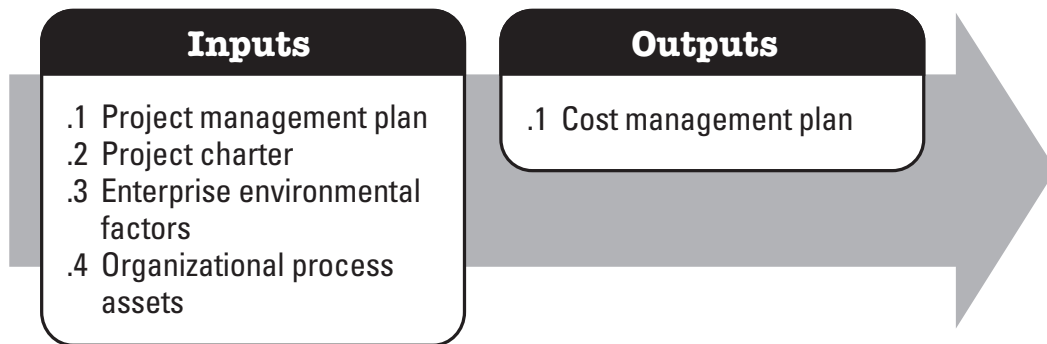 Inputs
.1 Project management plan
.2 Project charter
.3 Enterprise environmental
factors
.4 Organizational process
assets
Outputs
.1 Cost management plan